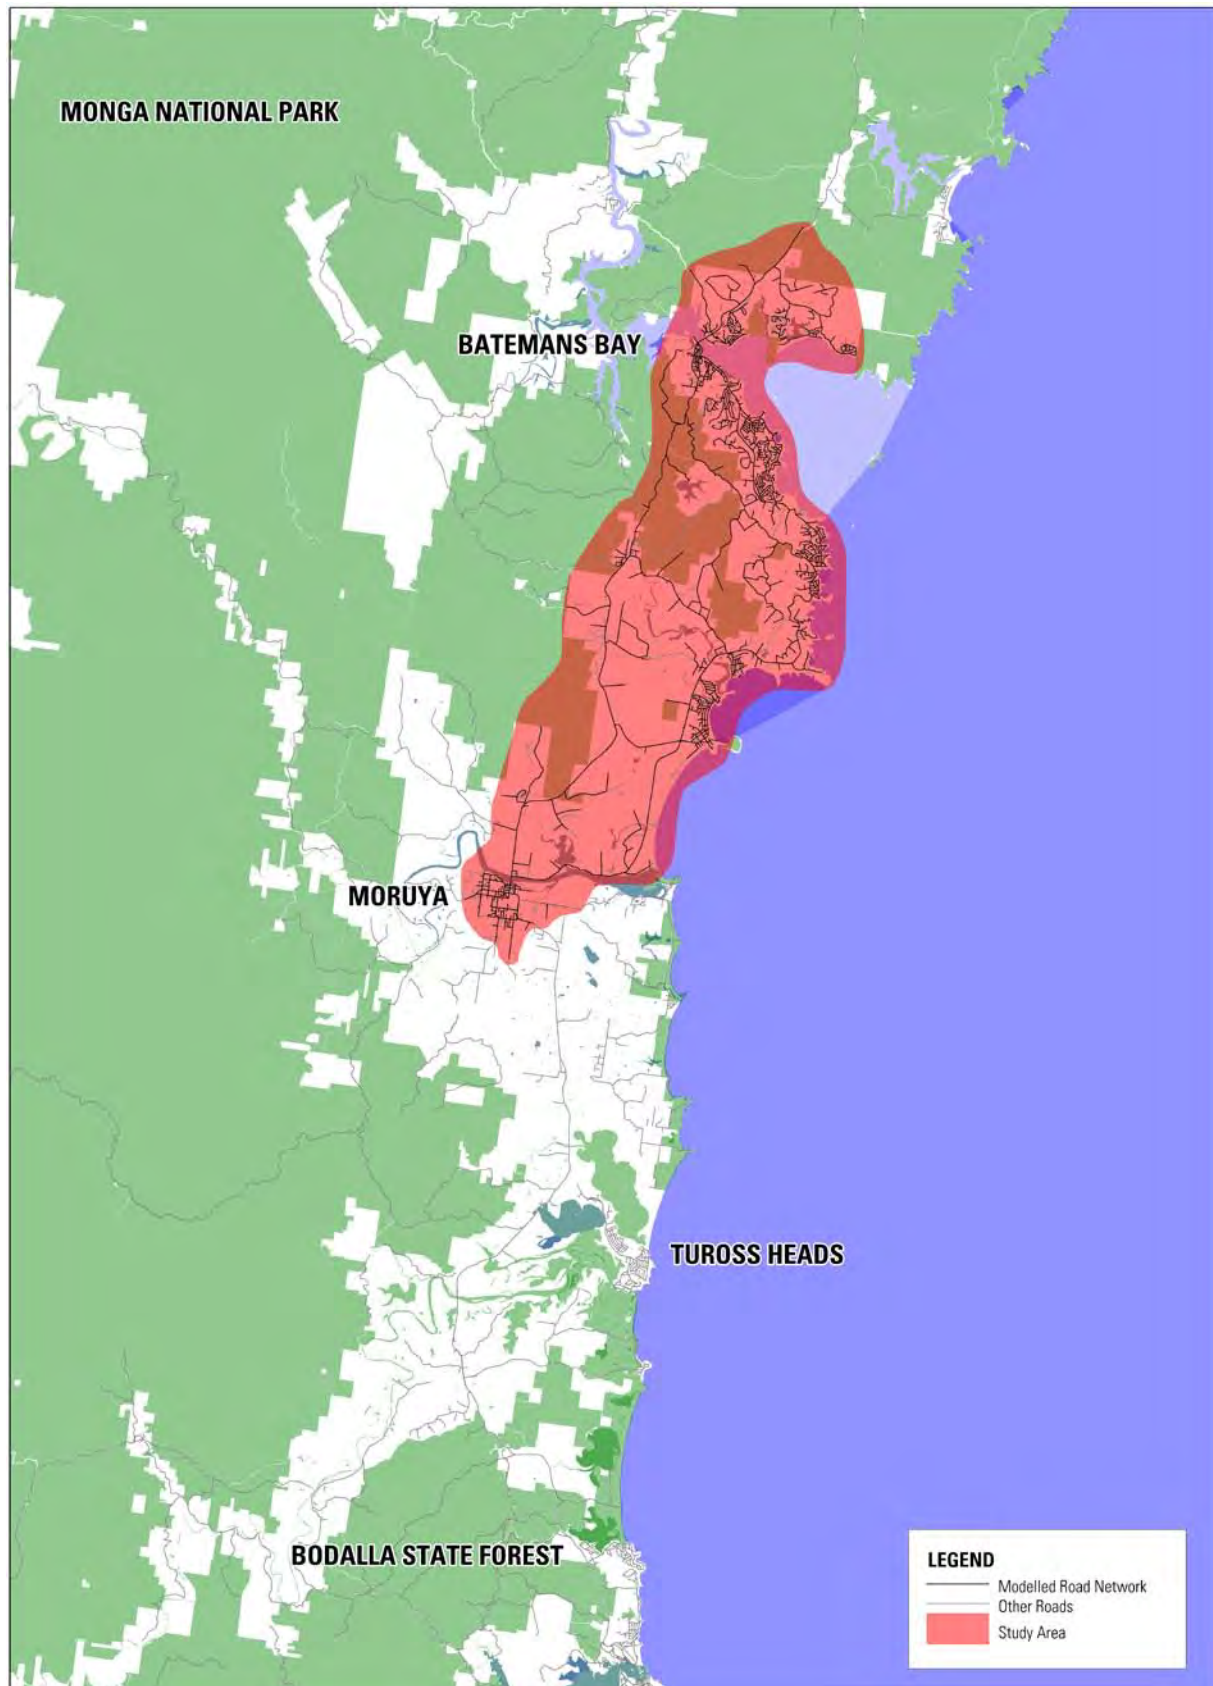 MONGA NATIONAL PARK
BATEMANS BAY
MORUYA
TUROSS HEADS
BODALLA STATE FOREST
LEGEND
Modelled Road Network
Other Roads
Study Area